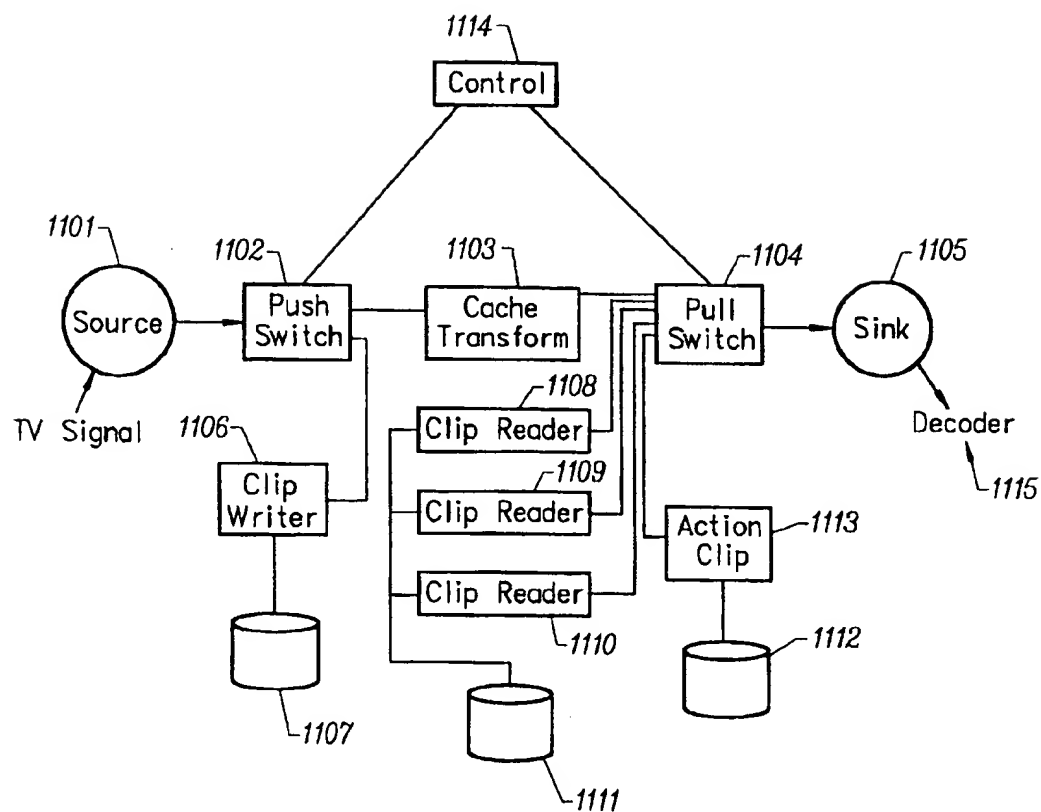 1114
Control
1101
1102
1103
1104
1105
Source
Push
Switch
Cache
Transform
Pull
Switch
Sink
TV Signal
1106
Clip
Writer
1108
Clip Reader
1109
Clip Reader
Clip Reader
1110
Decoder
1115
Action
Clip
1113
1107
1112
1111